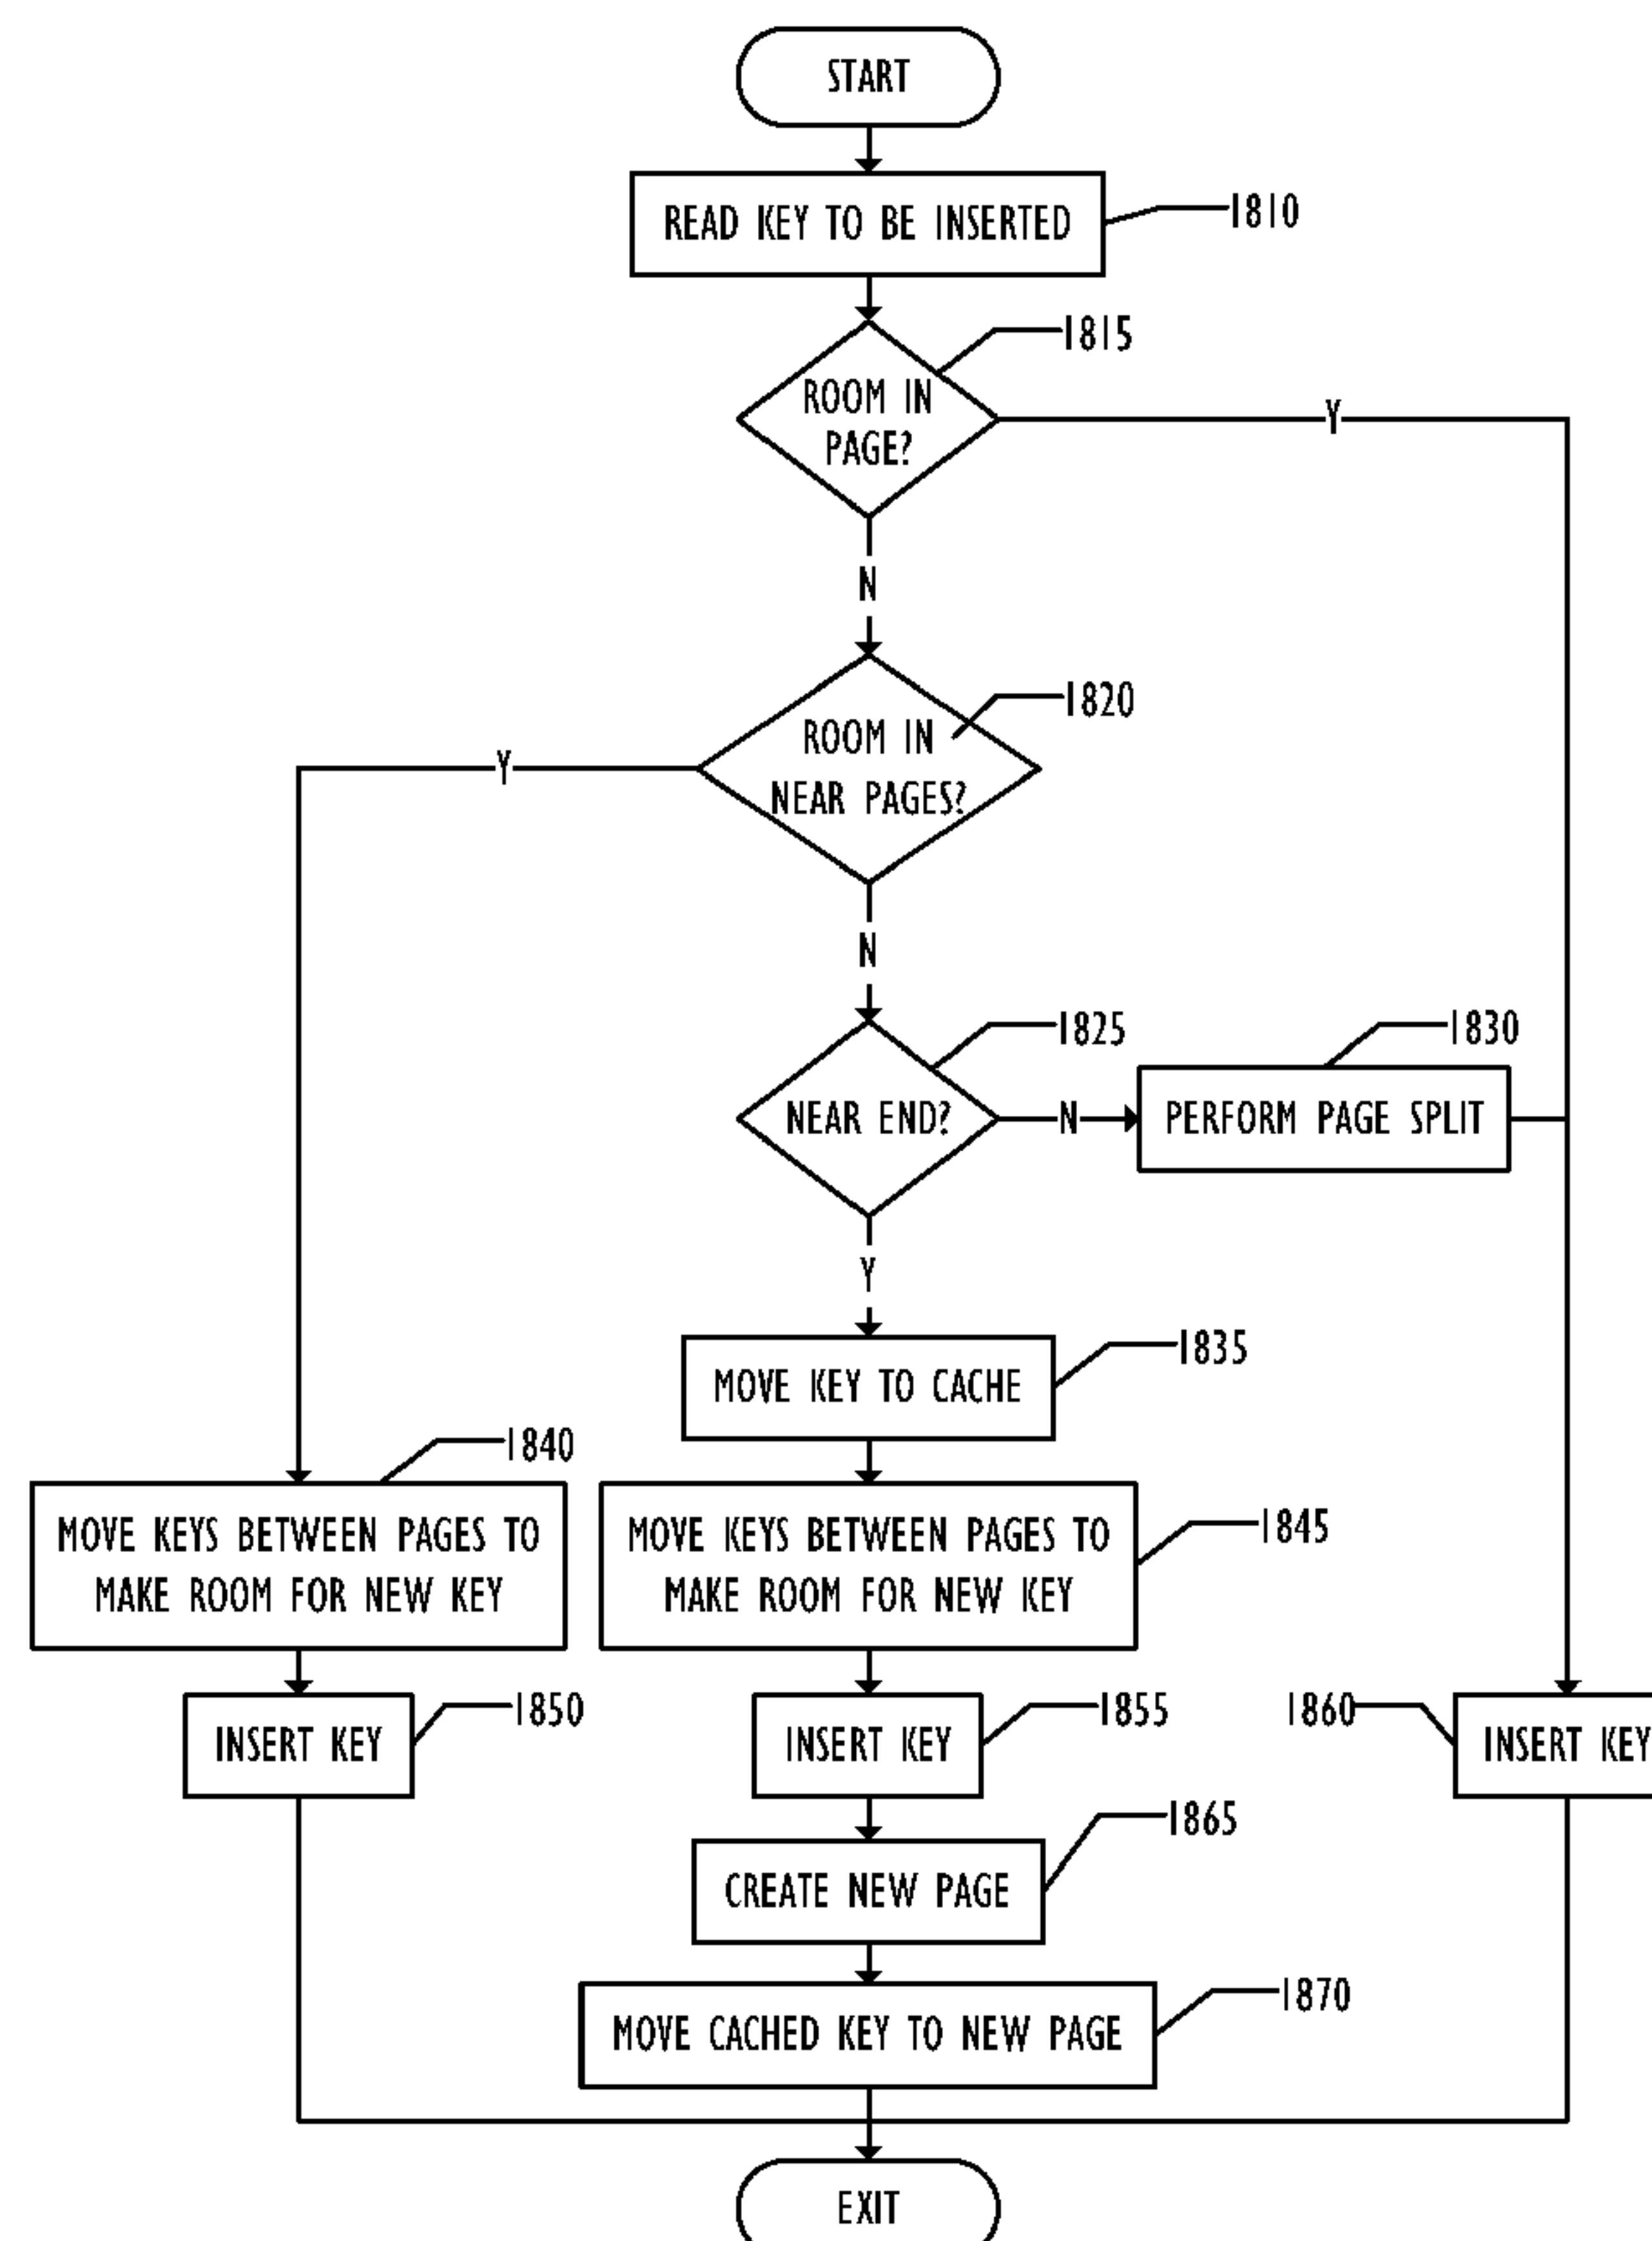 START
READ KEY TO BE INSERTED
1810
1815
ROOM IN
PAGE?
Y
N
1820
ROOM IN
NEAR PAGES?
Y
N
1825
1830
NEAR END?
N
PERFORM PAGE SPLIT
Y
1835
MOVE KEY TO CACHE
1840
MOVE KEYS BETWEEN PAGES TO
MAKE ROOM FOR NEW KEY
MOVE KEYS BETWEEN PAGES TO
MAKE ROOM FOR NEW KEY
1845
INSERT KEY
1850
INSERT KEY
1855
1860
INSERT KEY
1865
CREATE NEW PAGE
1870
MOVE CACHED KEY TO NEW PAGE
EXIT